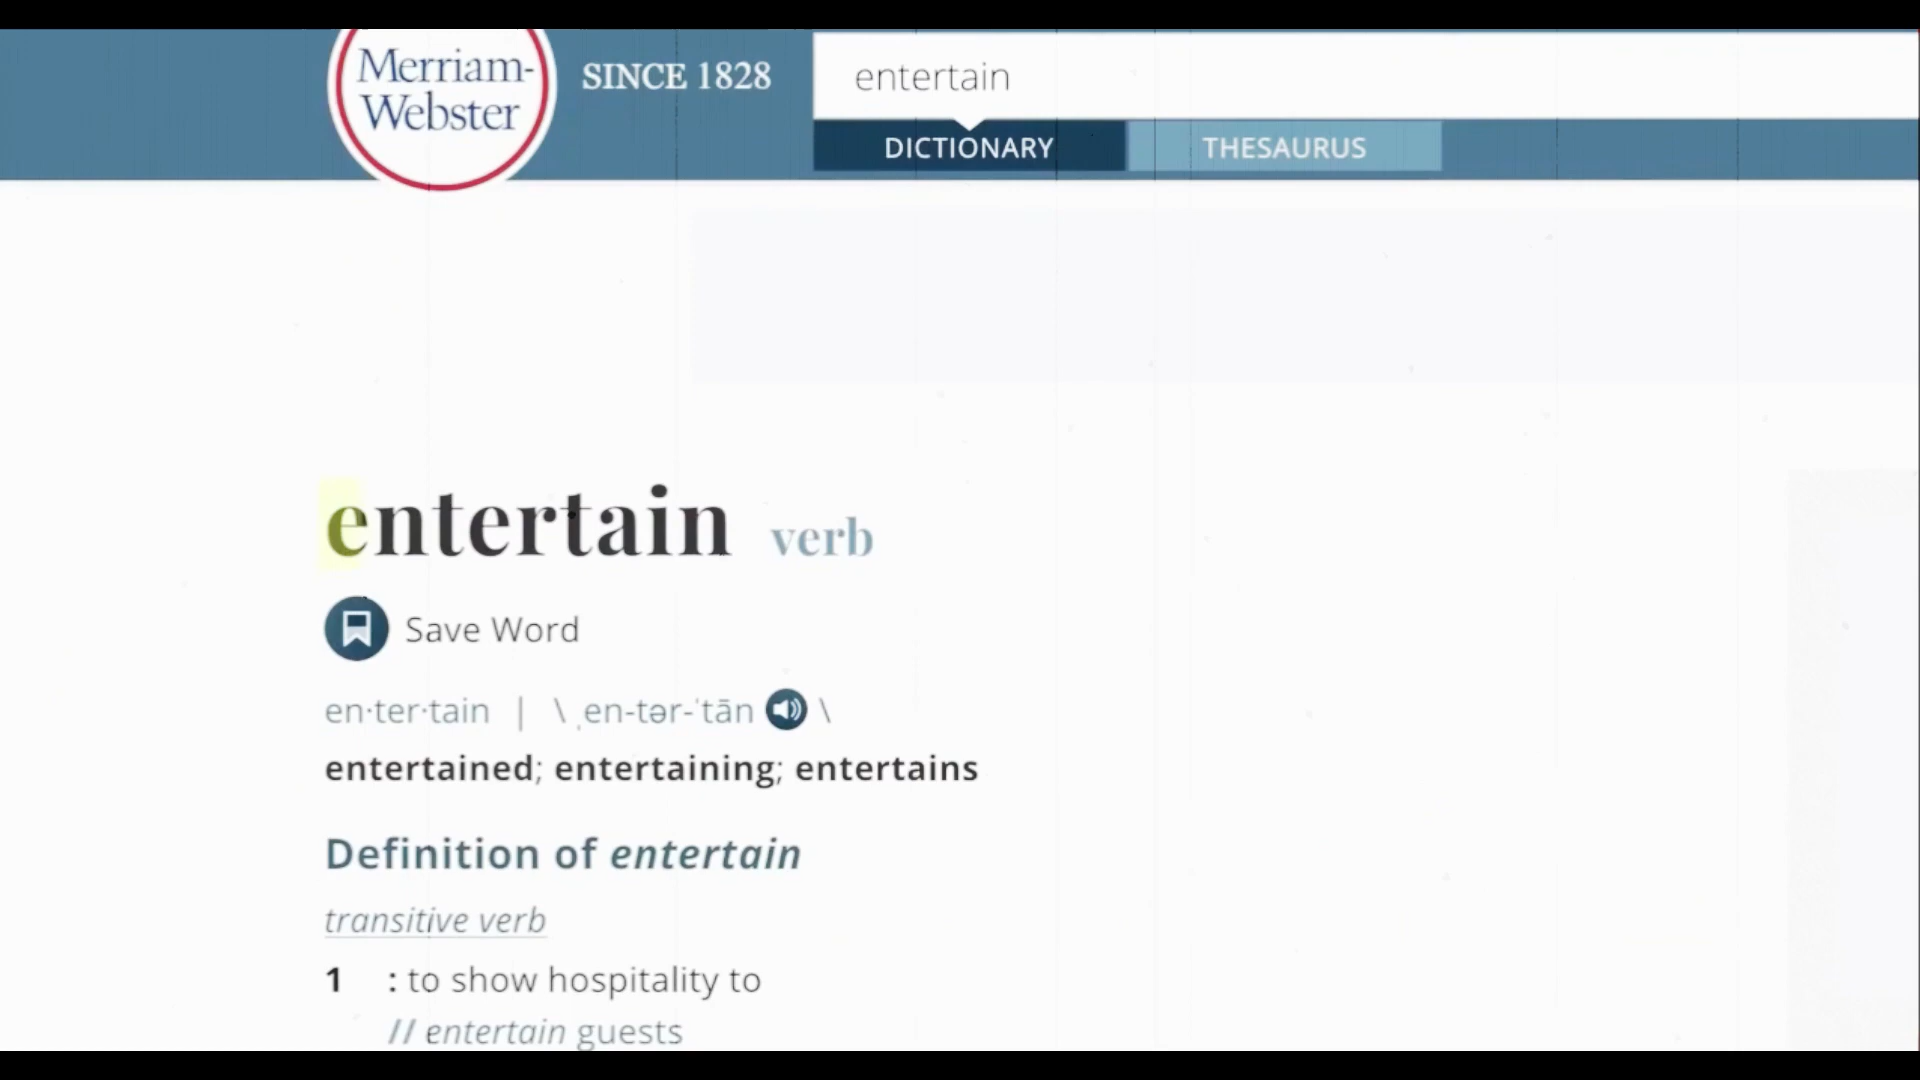 Merriam-
Webster
SINCE 1828
entertain
DICTIONARY
THESAURUS
entertain verb
Save Word
en·ter·tain | \ ˌen-tər-ˈtān \
entertained; entertaining; entertains
Definition of entertain
transitive verb
1 : to show hospitality to
// entertain guests